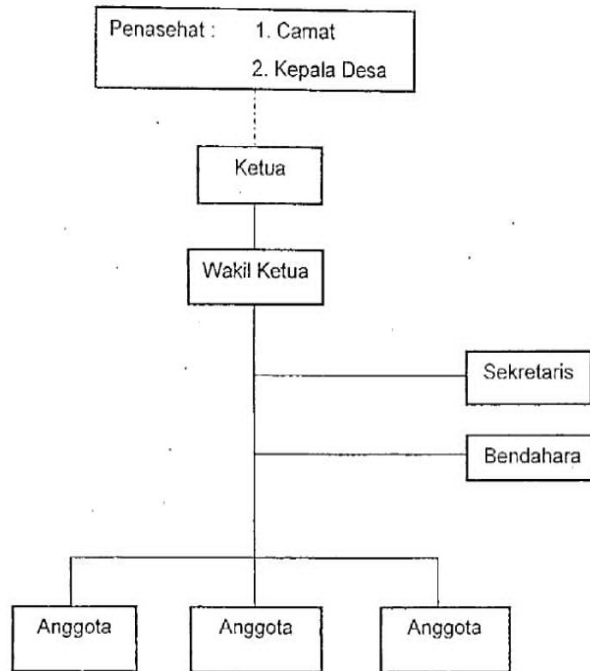 Penasehat : 1. Camat
2. Kepala Desa
Ketua
Wakil Ketua
Sekretaris
Bendahara
Anggota
Anggota
Anggota